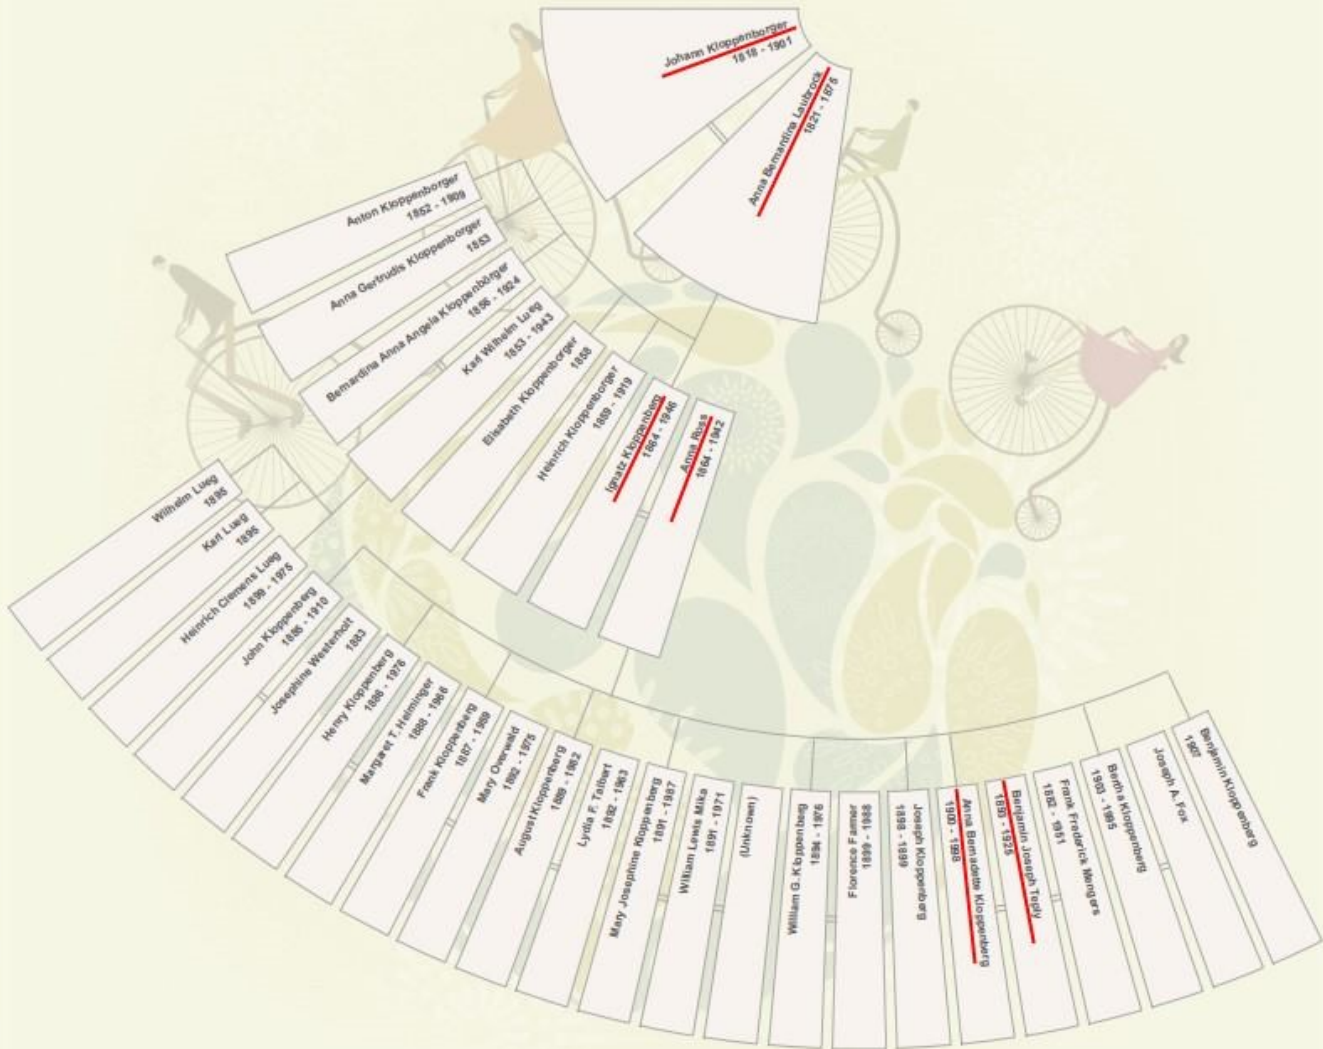 Johann Kloppenborger
1818 - 1901
Anna Bernardina Laubrock
1821 - 1875
Anton Kloppenborger
1852 - 1909
Anna Gertrudis Kloppenborger
1853
Bernardina Anna Angela Kloppenborger
1856 - 1924
Karl Wilhelm Lueg
1853 - 1943
Elisabeth Kloppenborger
1858
Heinrich Kloppenborger
1859 - 1919
Ignatz Kloppenberg
1864 - 1946
Anna Ross
1864 - 1942
Wilhelm Lueg
1895
Karl Lueg
1895
Heinrich Clemens Lueg
1899 - 1975
John Kloppenberg
1885 - 1910
Josephine Westerholt
1883
Henry Kloppenberg
1886 - 1976
Margaret T. Helminger
1888 - 1966
Frank Kloppenberg
1887 - 1969
Mary Overwald
1892 - 1975
August Kloppenberg
1889 - 1962
Lydia F. Talbert
1892 - 1963
Mary Josephine Kloppenberg
1891 - 1987
William Lewis Mika
1891 - 1971
(Unknown)
William G. Kloppenberg
1894 - 1976
Florence Farmer
1899 - 1988
Joseph Kloppenberg
1898 - 1899
Anna Bernadette Kloppenberg
1900 - 1998
Benjamin Joseph Teply
1893 - 1925
Frank Frederick Mengers
1882 - 1951
Bertha Kloppenberg
1903 - 1995
Joseph A. Fox
Benjamin Kloppenberg
1907